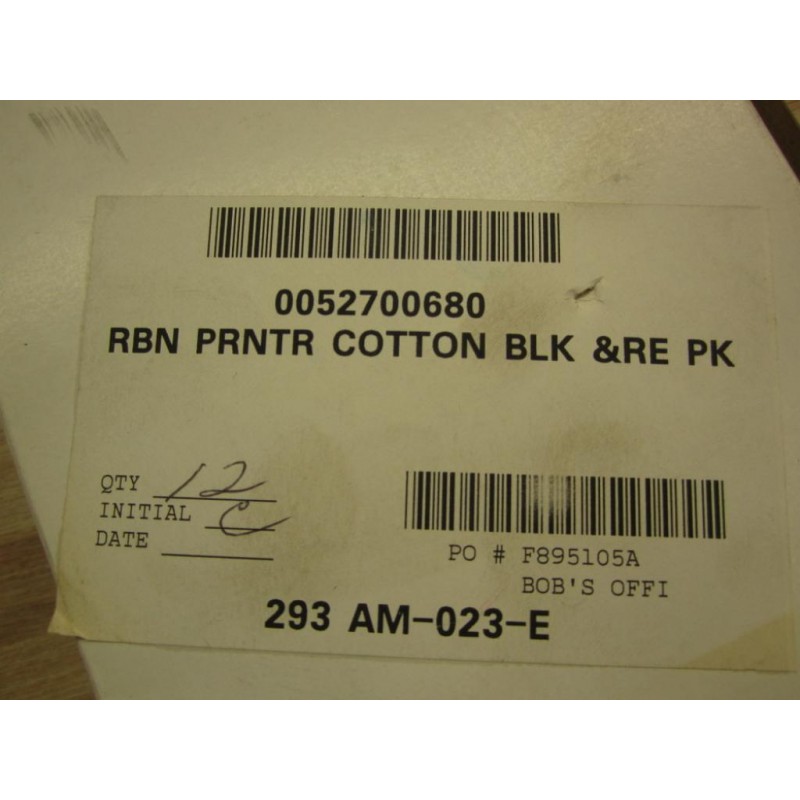 0052700680
RBN PRNTR COTTON BLK &RE PK
QTY 12
INITIAL C
DATE
PO # F895105A
BOB'S OFFI
293 AM-023-E